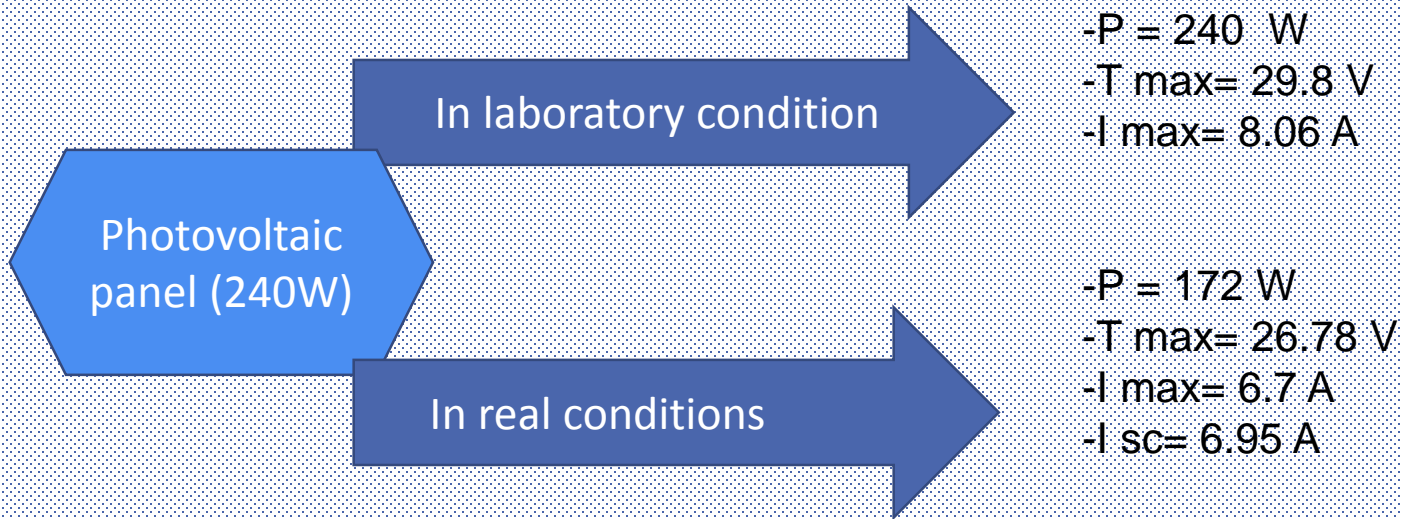 Photovoltaic
panel (240W)
In laboratory condition
-P = 240 W
-T max= 29.8 V
-I max= 8.06 A
In real conditions
-P = 172 W
-T max= 26.78 V
-I max= 6.7 A
-I sc= 6.95 A